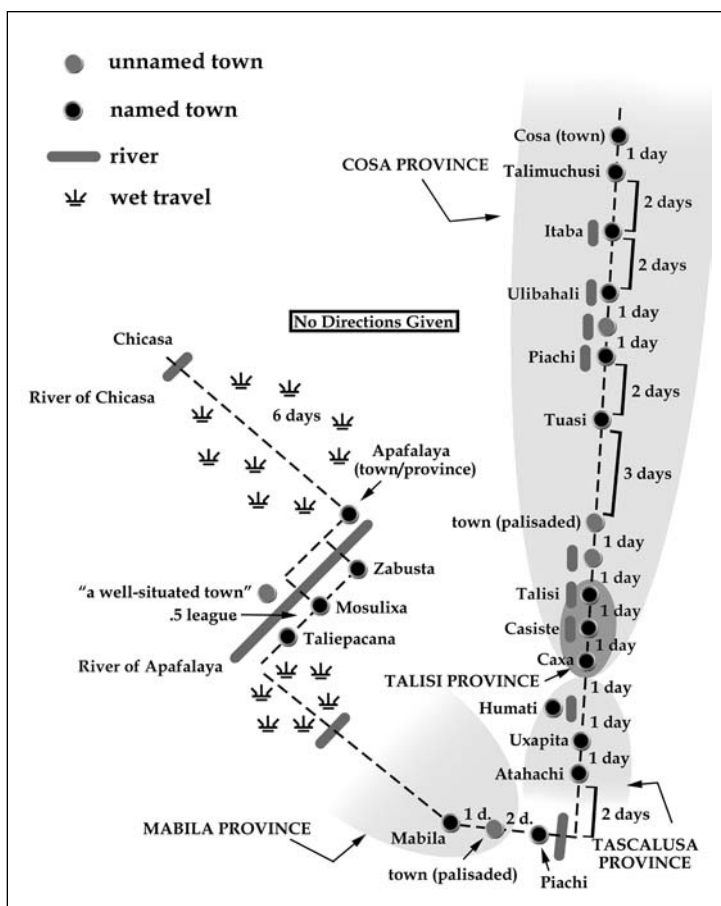 unnamed town
named town
river
wet travel
No Directions Given
COSA PROVINCE
Cosa (town)
1 day
Talimuchusi
2 days
Itaba
2 days
Ulibahali
1 day
1 day
Piachi
2 days
Tuasi
3 days
town (palisaded)
1 day
1 day
Talisi
1 day
Casiste
1 day
Caxa
TALISI PROVINCE
1 day
Humati
1 day
Uxapita
1 day
Atahachi
2 days
TASCALUSA
PROVINCE
Chicasa
River of Chicasa
6 days
Apafalaya
(town/province)
Zabusta
"a well-situated town"
.5 league
Mosulixa
Taliepacana
River of Apafalaya
MABILA PROVINCE
Mabila
1 d.
2 d.
town (palisaded)
Piachi